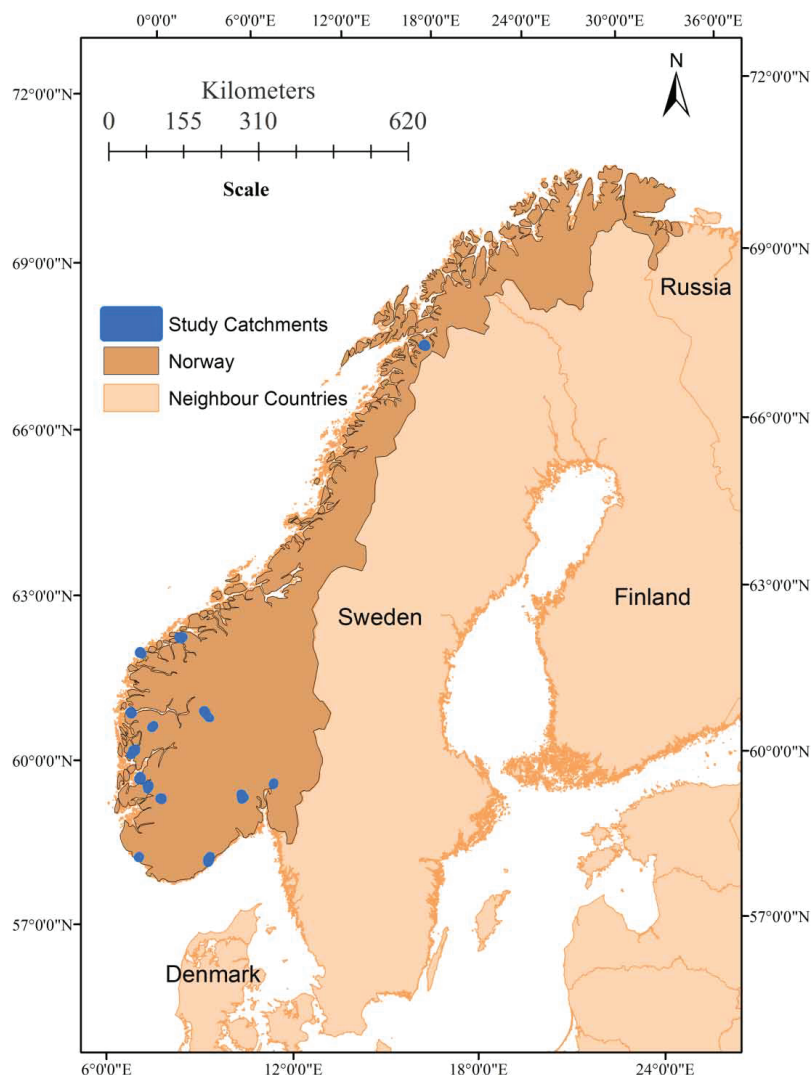 0°0'0" 6°0'0"E 12°0'0"E 18°0'0"E 24°0'0"E 30°0'0"E 36°0'0"E
N
72°0'0"N 72°0'0"N
Kilometers
0 155 310 620
Scale
69°0'0"N 69°0'0"N
Russia
Study Catchments
Norway
Neighbour Countries
66°0'0"N 66°0'0"N
63°0'0"N 63°0'0"N
Sweden Finland
60°0'0"N 60°0'0"N
57°0'0"N 57°0'0"N
Denmark
6°0'0"E 12°0'0"E 18°0'0"E 24°0'0"E